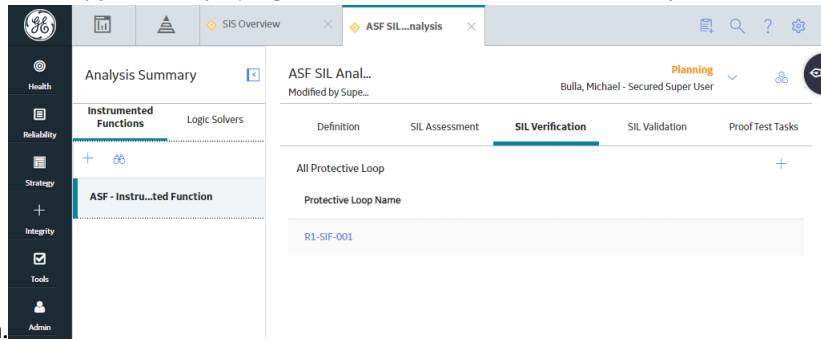 SIS Overview
ASF SIL...nalysis
Health
Reliability
Strategy
Integrity
Tools
Admin
Analysis Summary
Instrumented Functions
Logic Solvers
ASF - Instru...ted Function
ASF SIL Anal...
Modified by Supe...
Planning
Bulla, Michael - Secured Super User
Definition
SIL Assessment
SIL Verification
SIL Validation
Proof Test Tasks
All Protective Loop
Protective Loop Name
R1-SIF-001